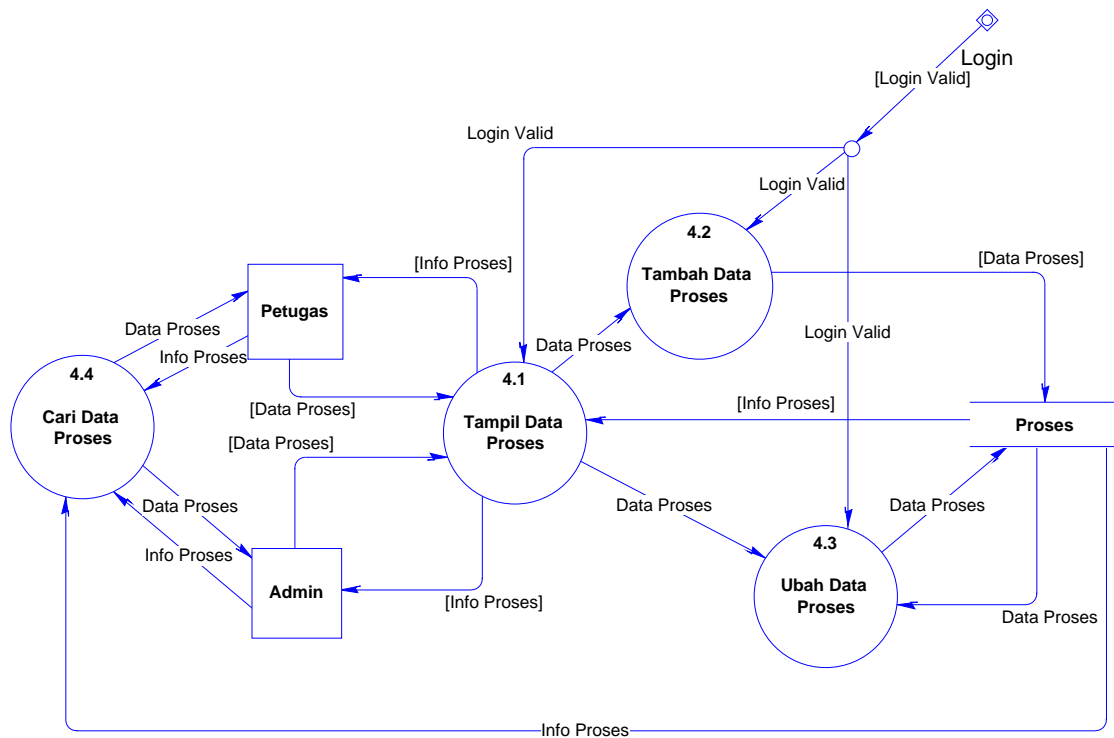 Login
[Login Valid]
Login Valid
Login Valid
4.2
Tambah Data
Proses
[Data Proses]
[Info Proses]
Petugas
Data Proses
Info Proses
Login Valid
Data Proses
4.4
Cari Data
Proses
4.1
Tampil Data
Proses
[Data Proses]
[Info Proses]
Proses
[Data Proses]
Data Proses
Data Proses
Data Proses
Info Proses
4.3
Ubah Data
Proses
Admin
[Info Proses]
Data Proses
Info Proses